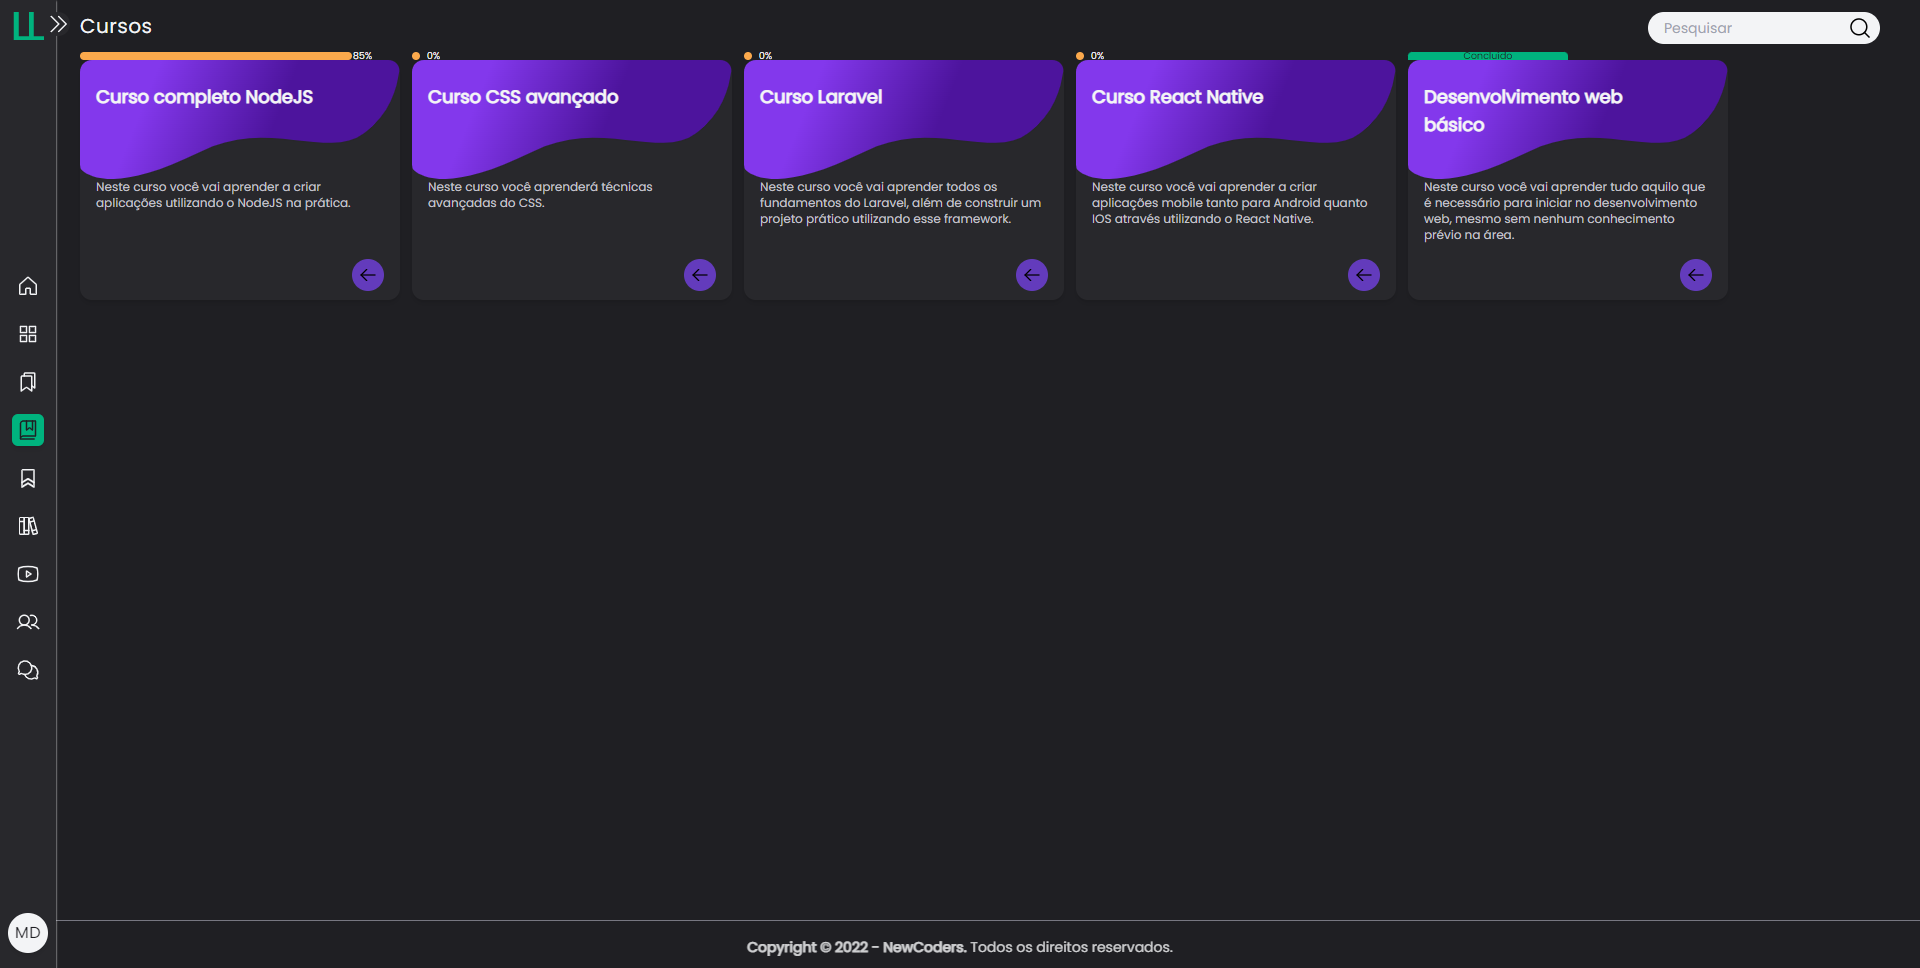 LL
Cursos
Pesquisar
85%
0%
0%
0%
Concluído
Curso completo NodeJS
Neste curso você vai aprender a criar
aplicações utilizando o NodeJS na prática.
Curso CSS avançado
Neste curso você aprenderá técnicas
avançadas do CSS.
Curso Laravel
Neste curso você vai aprender todos os
fundamentos do Laravel, além de construir um
projeto prático utilizando esse framework.
Curso React Native
Neste curso você vai aprender a criar
aplicações mobile tanto para Android quanto
IOS através utilizando o React Native.
Desenvolvimento web
básico
Neste curso você vai aprender tudo aquilo que
é necessário para iniciar no desenvolvimento
web, mesmo sem nenhum conhecimento
prévio na área.
MD
Copyright © 2022 - NewCoders. Todos os direitos reservados.